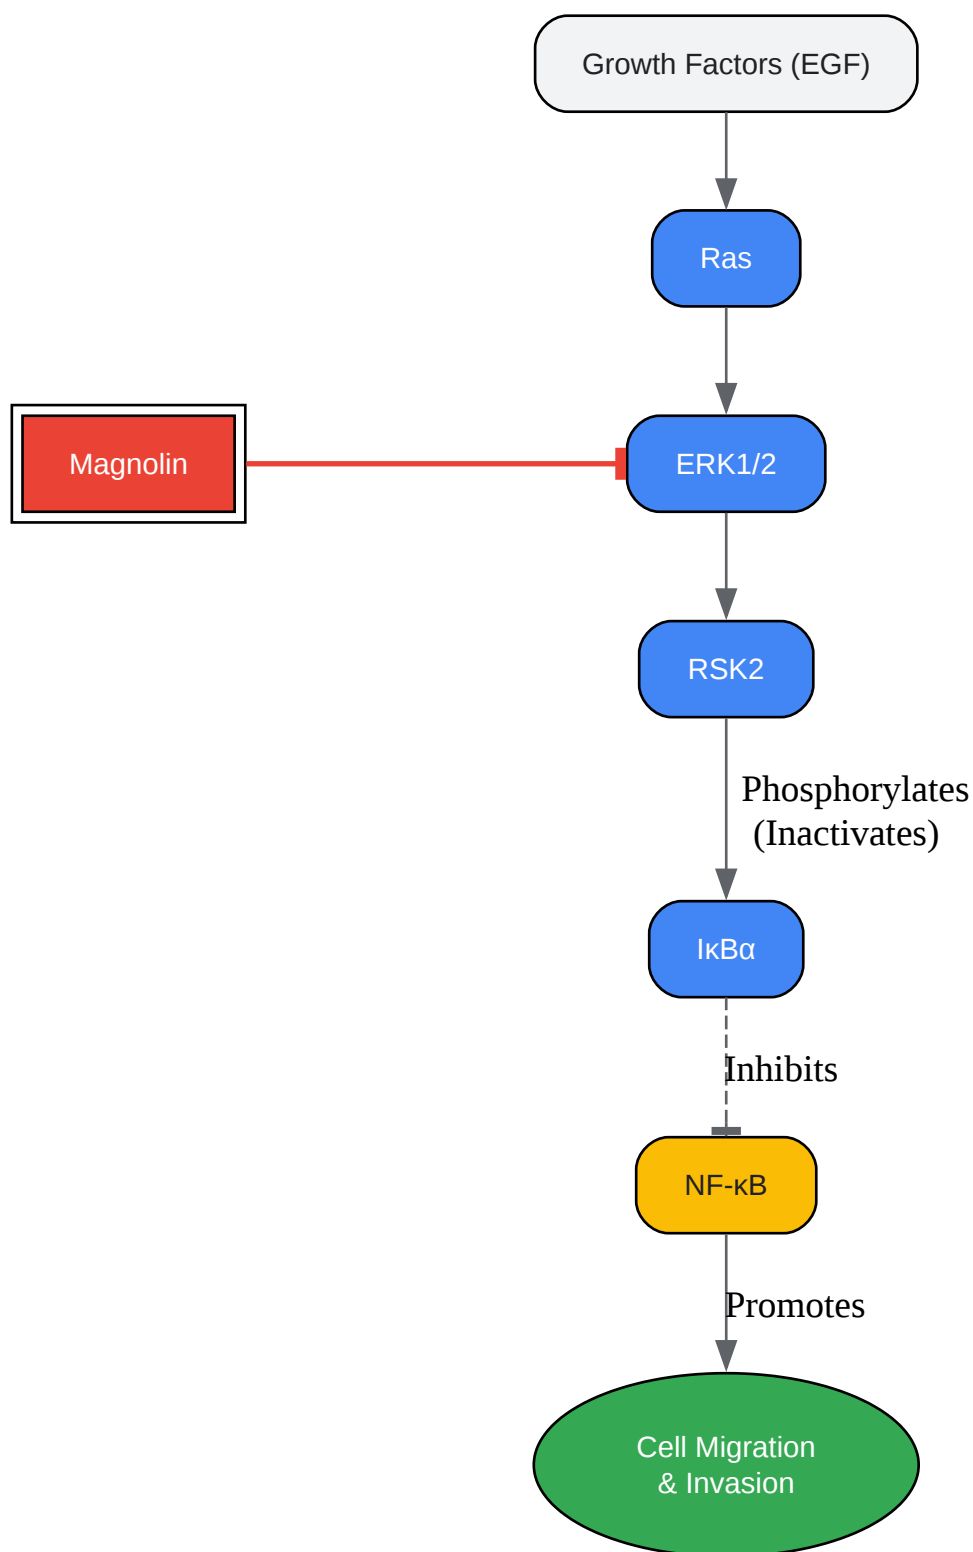 Growth Factors (EGF)
Ras
Magnolin
ERK1/2
RSK2
Phosphorylates
(Inactivates)
IκBα
Inhibits
NF-κB
Promotes
Cell Migration
& Invasion